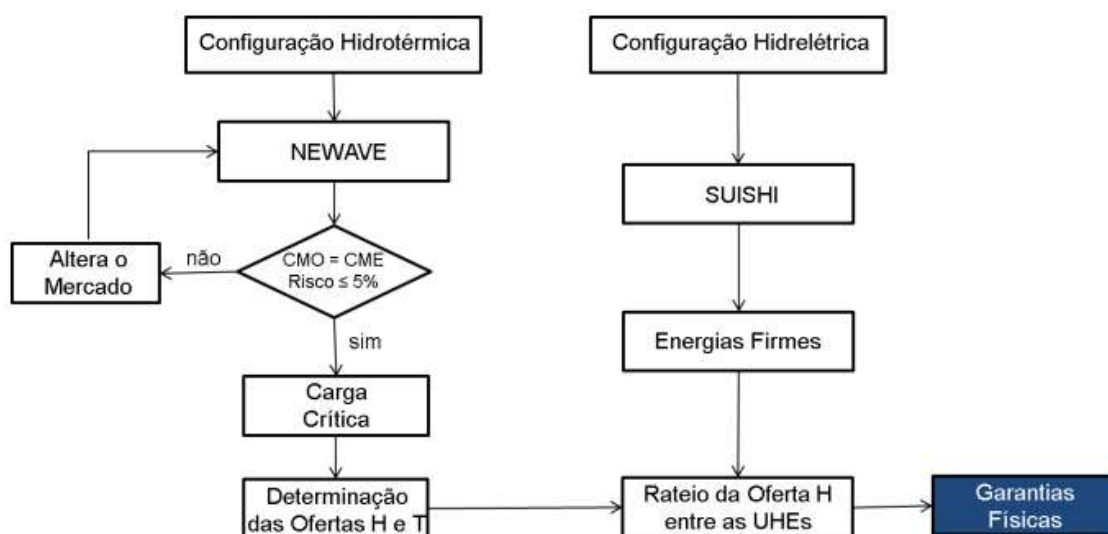 Configuração Hidrotérmica
Configuração Hidrelétrica
NEWAVE
SUISHI
Altera o
Mercado
não
CMO = CME
Risco ≤ 5%
sim
Energias Firmes
Carga
Crítica
Determinação
das Ofertas H e T
Rateio da Oferta H
entre as UHEs
Garantias
Físicas